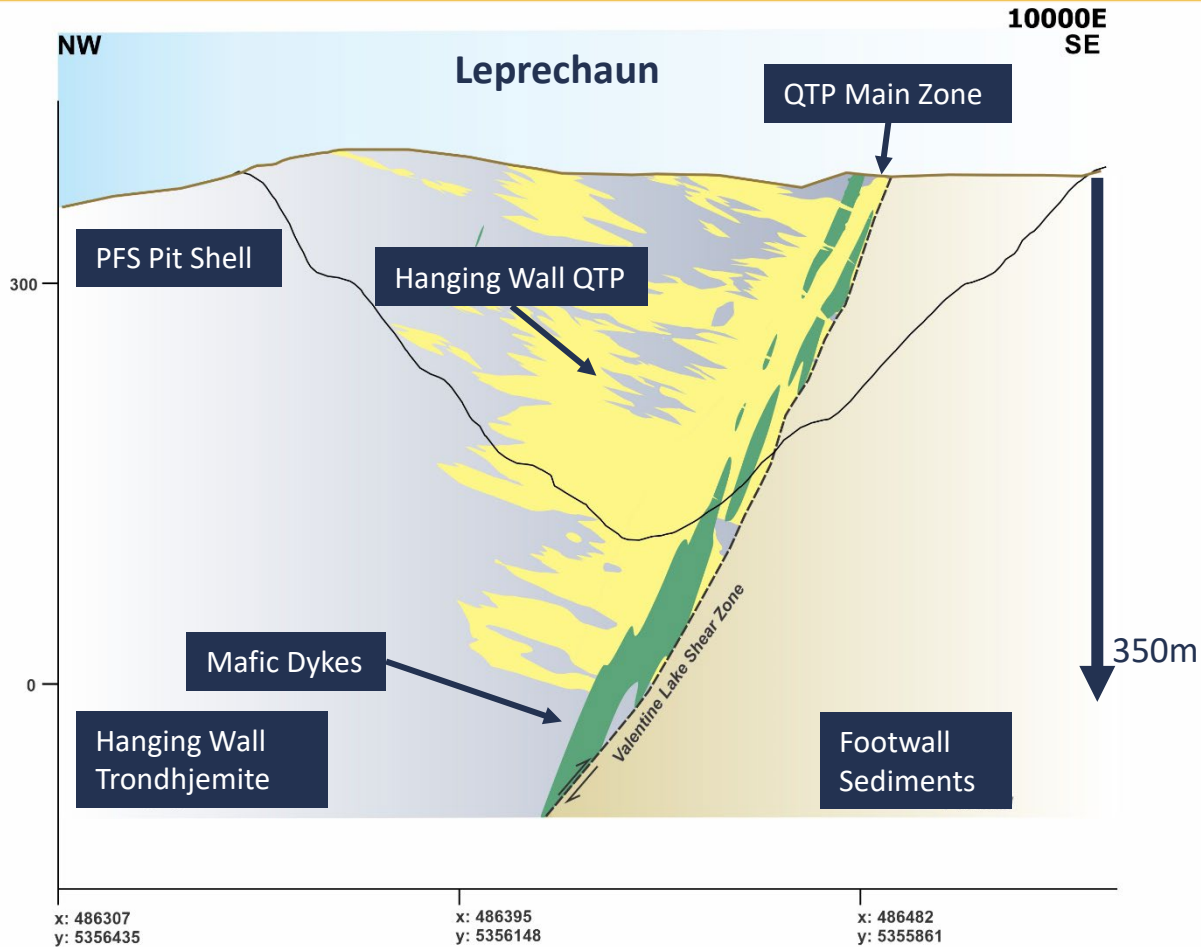 10000E
NW
SE
Leprechaun
QTP Main Zone
PFS Pit Shell
Hanging Wall QTP
300
Valentine Lake Shear Zone
350m
Mafic Dykes
0
Hanging Wall
Trondhjemite
Footwall
Sediments
x: 486307
y: 5356435
x: 486395
y: 5356148
x: 486482
y: 5355861